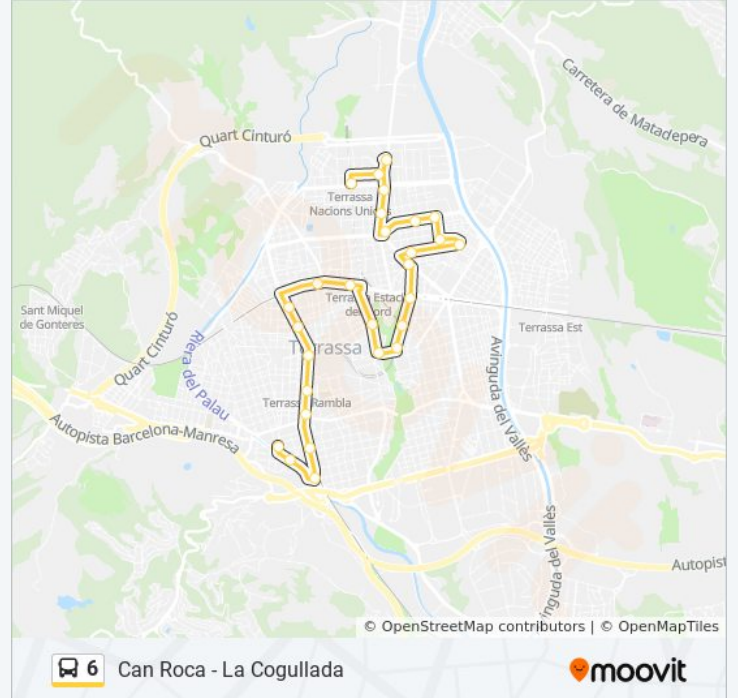 Carretera de Matadepera
Quart Cinturó
Terrassa
Nacions Unides
Terrassa Estació
del Nord
Sant Miquel
de Gonteres
Terrassa Est
Quart Cinturó
Riera del Palau
Terrassa
Avinguda del Vallès
Terrassa Rambla
Autopista Barcelona-Manresa
Avinguda del Vallès
Autopist
© OpenStreetMap contributors | © OpenMapTiles
6 Can Roca - La Cogullada
moovit